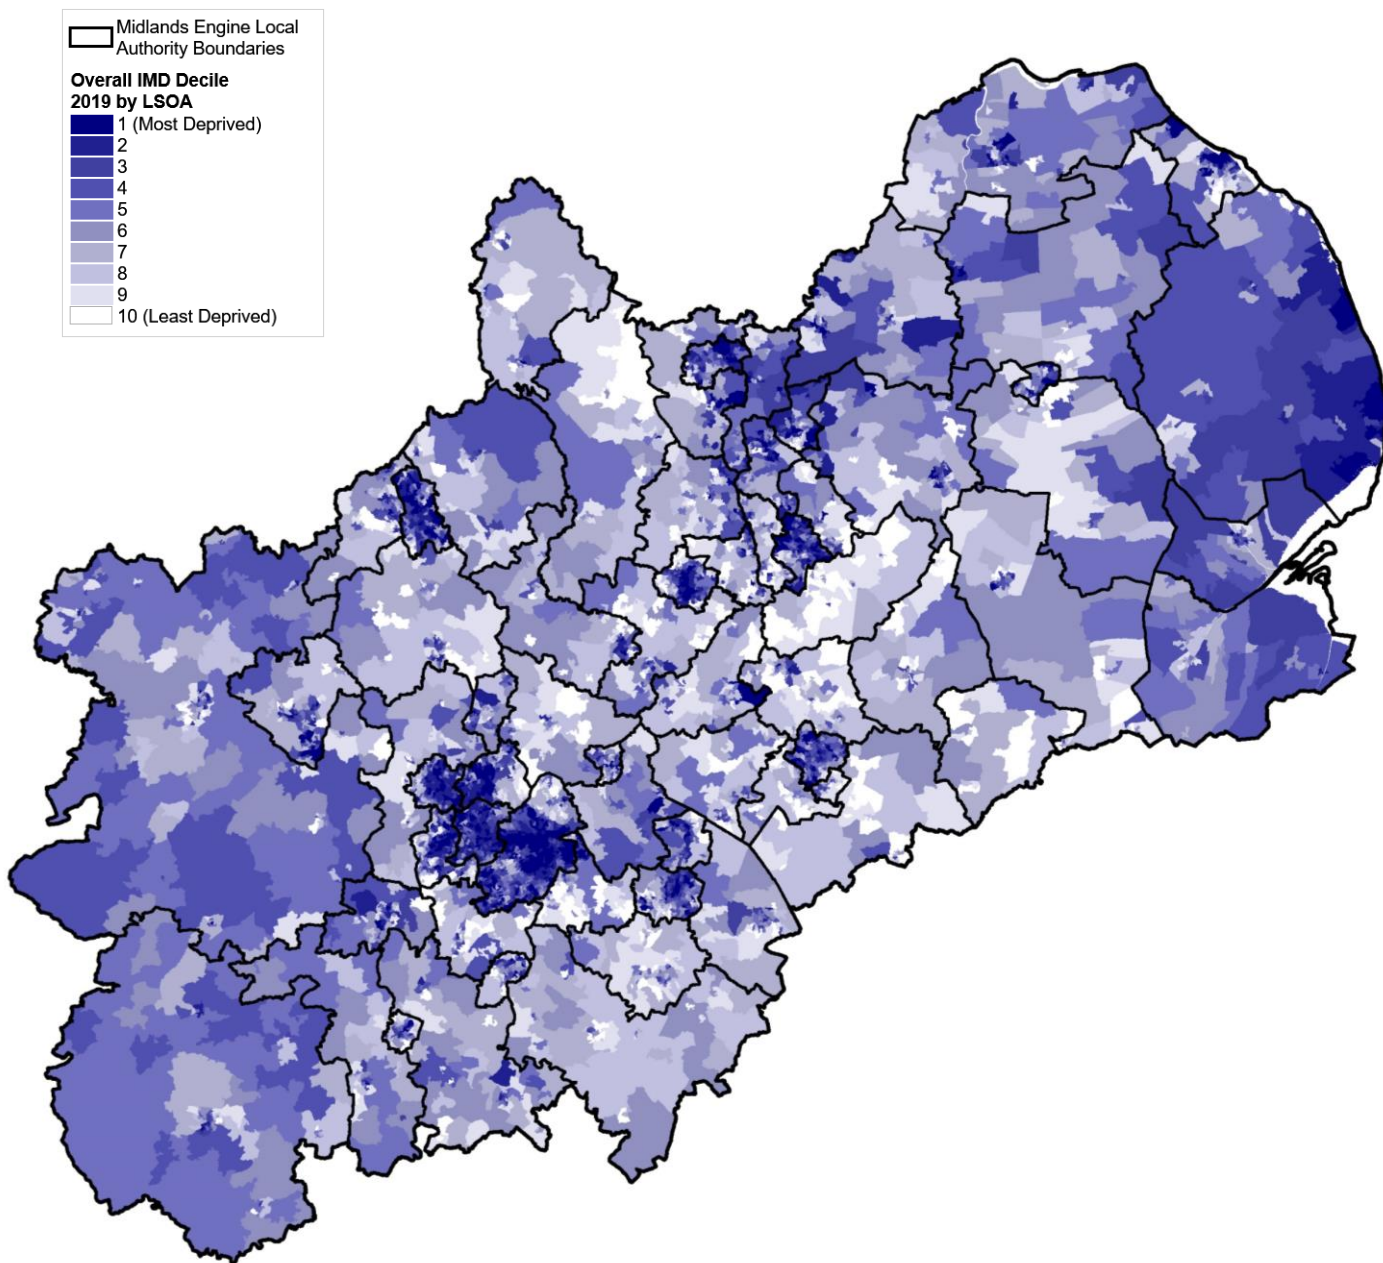 Midlands Engine Local
Authority Boundaries
Overall IMD Decile
2019 by LSOA
1 (Most Deprived)
2
3
4
5
6
7
8
9
10 (Least Deprived)